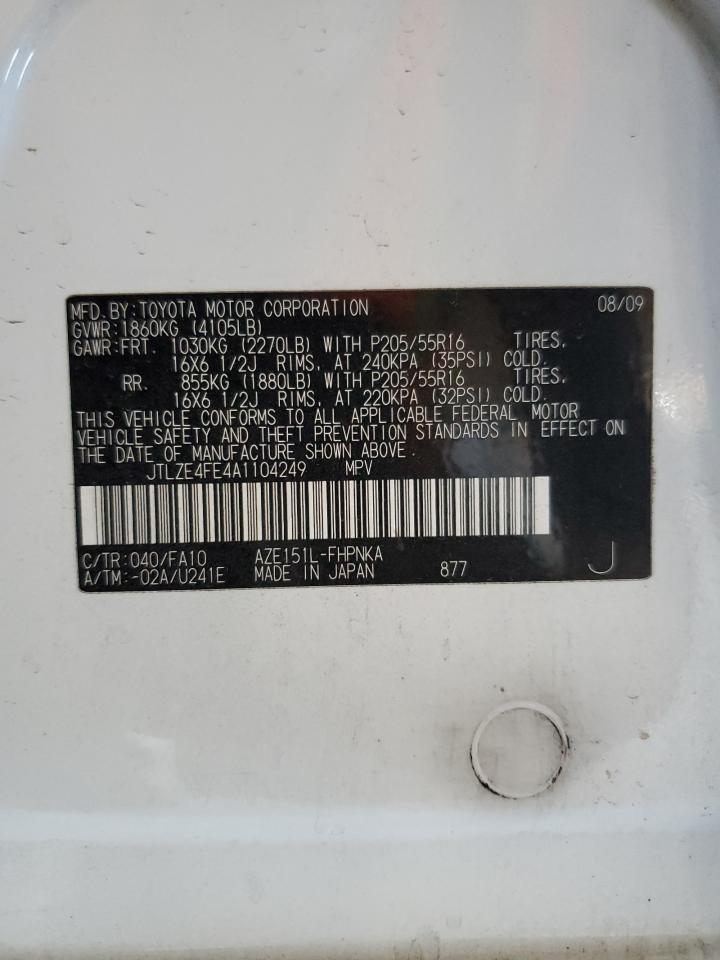 MFD.BY:TOYOTA MOTOR CORPORATION 08/09
GVWR:1860KG (4105LB)
GAWR:FRT. 1030KG (2270LB) WITH P205/55R16 TIRES,
16X6 1/2J RIMS, AT 240KPA (35PSI) COLD.
RR. 855KG (1880LB) WITH P205/55R16 TIRES,
16X6 1/2J RIMS, AT 220KPA (32PSI) COLD.
THIS VEHICLE CONFORMS TO ALL APPLICABLE FEDERAL MOTOR
VEHICLE SAFETY AND THEFT PREVENTION STANDARDS IN EFFECT ON
THE DATE OF MANUFACTURE SHOWN ABOVE.
JTLZE4FE4A1104249 MPV
C/TR:040/FA10 AZE151L-FHPNKA
A/TM:-02A/U241E MADE IN JAPAN 877 J